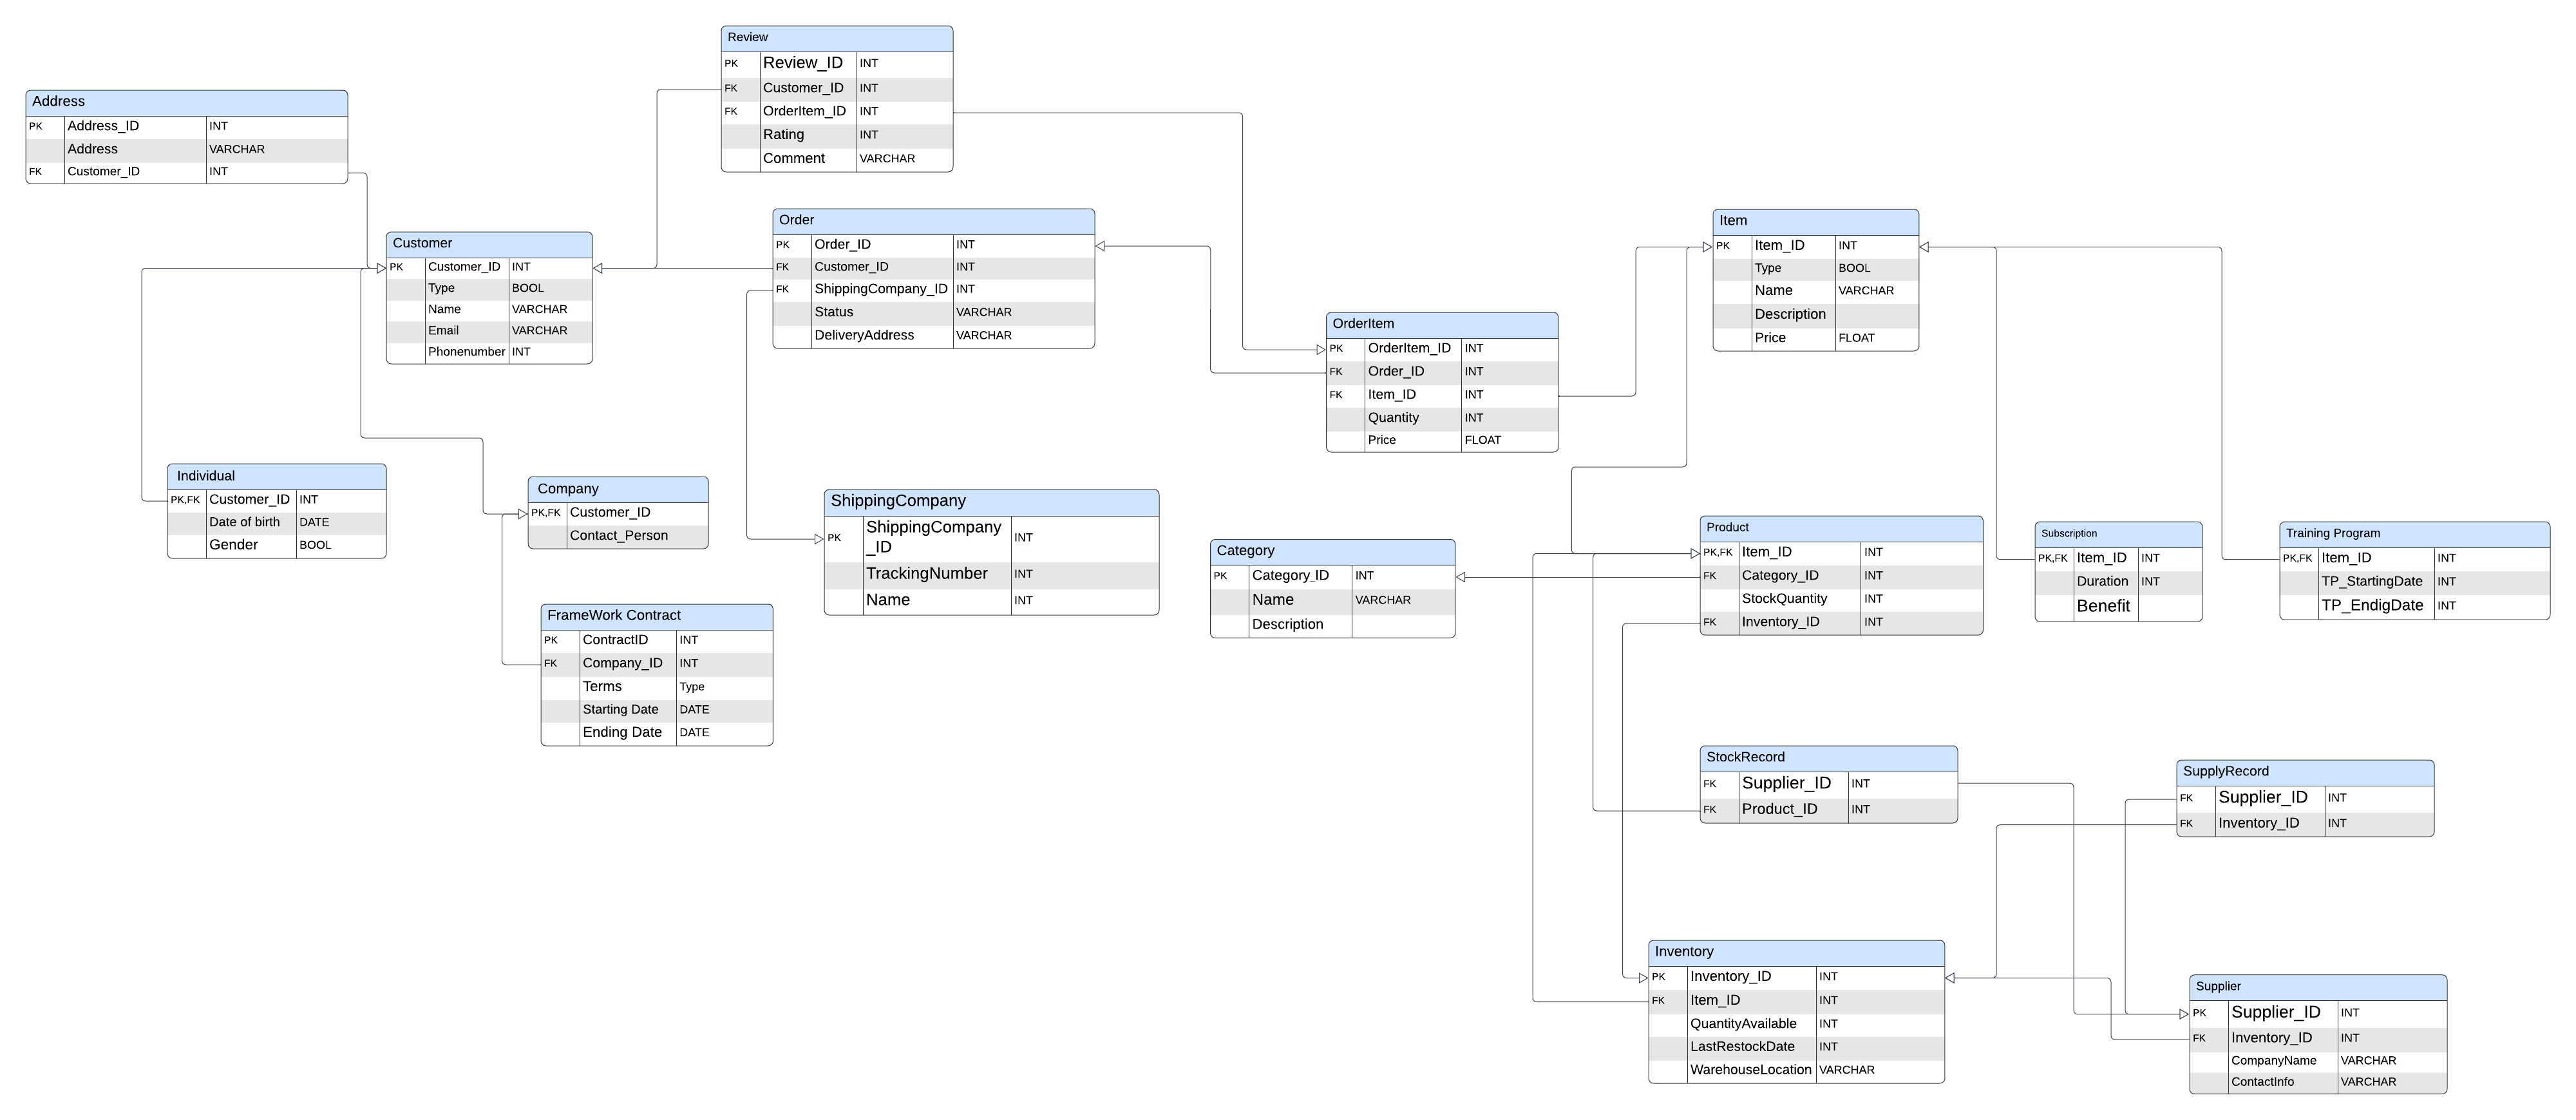 Review
PK Review_ID INT
FK Customer_ID INT
FK OrderItem_ID INT
Rating INT
Comment VARCHAR
Address
PK Address_ID INT
Address VARCHAR
FK Customer_ID INT
Customer
PK Customer_ID INT
Type BOOL
Name VARCHAR
Email VARCHAR
Phonenumber INT
Order
PK Order_ID INT
FK Customer_ID INT
FK ShippingCompany_ID INT
Status VARCHAR
DeliveryAddress VARCHAR
Item
PK Item_ID INT
Type BOOL
Name VARCHAR
Description
Price FLOAT
OrderItem
PK OrderItem_ID INT
FK Order_ID INT
FK Item_ID INT
Quantity INT
Price FLOAT
Individual
PK,FK Customer_ID INT
Date of birth DATE
Gender BOOL
Company
PK,FK Customer_ID
Contact_Person
ShippingCompany
PK ShippingCompany INT
_ID
TrackingNumber INT
Name INT
Category
PK Category_ID INT
Name VARCHAR
Description
Product
PK,FK Item_ID INT
FK Category_ID INT
StockQuantity INT
FK Inventory_ID INT
Subscription
PK,FK Item_ID INT
Duration INT
Benefit
Training Program
PK,FK Item_ID INT
TP_StartingDate INT
TP_EndigDate INT
FrameWork Contract
PK ContractID INT
FK Company_ID INT
Terms Type
Starting Date DATE
Ending Date DATE
StockRecord
FK Supplier_ID INT
FK Product_ID INT
SupplyRecord
FK Supplier_ID INT
FK Inventory_ID INT
Inventory
PK Inventory_ID INT
FK Item_ID INT
QuantityAvailable INT
LastRestockDate INT
WarehouseLocation VARCHAR
Supplier
PK Supplier_ID INT
FK Inventory_ID INT
CompanyName VARCHAR
ContactInfo VARCHAR